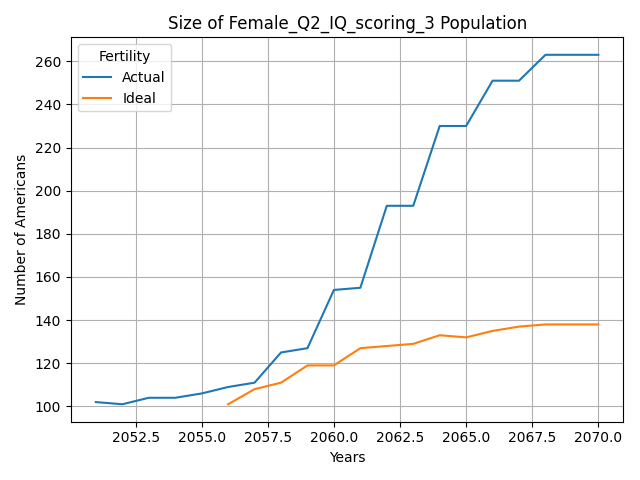 Size of Female_Q2_IQ_scoring_3 Population
Fertility
Actual
Ideal
Number of Americans
260
240
220
200
180
160
140
120
100
2052.5 2055.0 2057.5 2060.0 2062.5 2065.0 2067.5 2070.0
Years